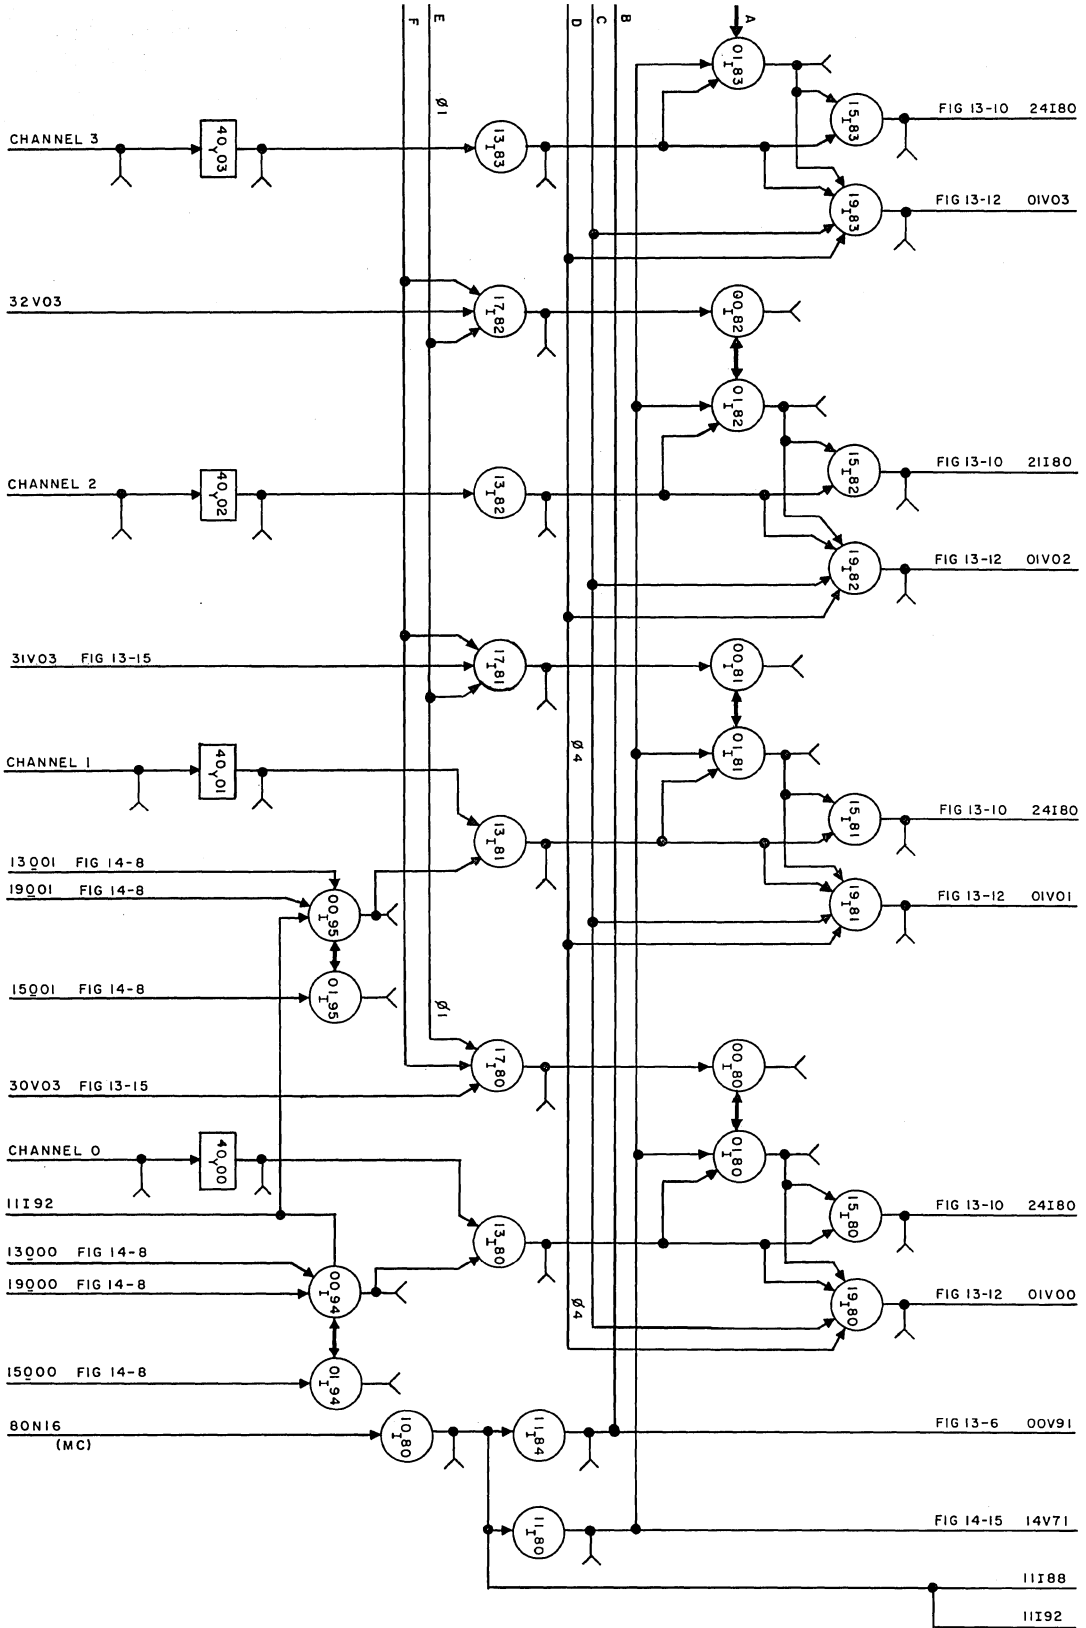 F
E
D
C
B
A
01I83
Ø1
15I83
FIG 13-10 24I80
CHANNEL 3
40Y03
13I83
19I83
FIG 13-12 01V03
32V03
17I82
00I82
01I82
15I82
FIG 13-10 21I80
CHANNEL 2
40Y02
13I82
19I82
FIG 13-12 01V02
31V03 FIG 13-15
17I81
00I81
Ø4
01I81
CHANNEL 1
40Y01
15I81
FIG 13-10 24I80
13I81
13001 FIG 14-8
19001 FIG 14-8
00I95
19I81
FIG 13-12 01V01
15001 FIG 14-8
01I95
Ø1
17I80
00I80
30V03 FIG 13-15
CHANNEL 0
40Y00
01I80
11I92
15I80
FIG 13-10 24I80
13I80
13000 FIG 14-8
19000 FIG 14-8
00I94
Ø4
19I80
FIG 13-12 01V00
15000 FIG 14-8
01I94
80N16
(MC)
10I80
11I84
FIG 13-6 00V91
11I80
FIG 14-15 14V71
11I88
11I92